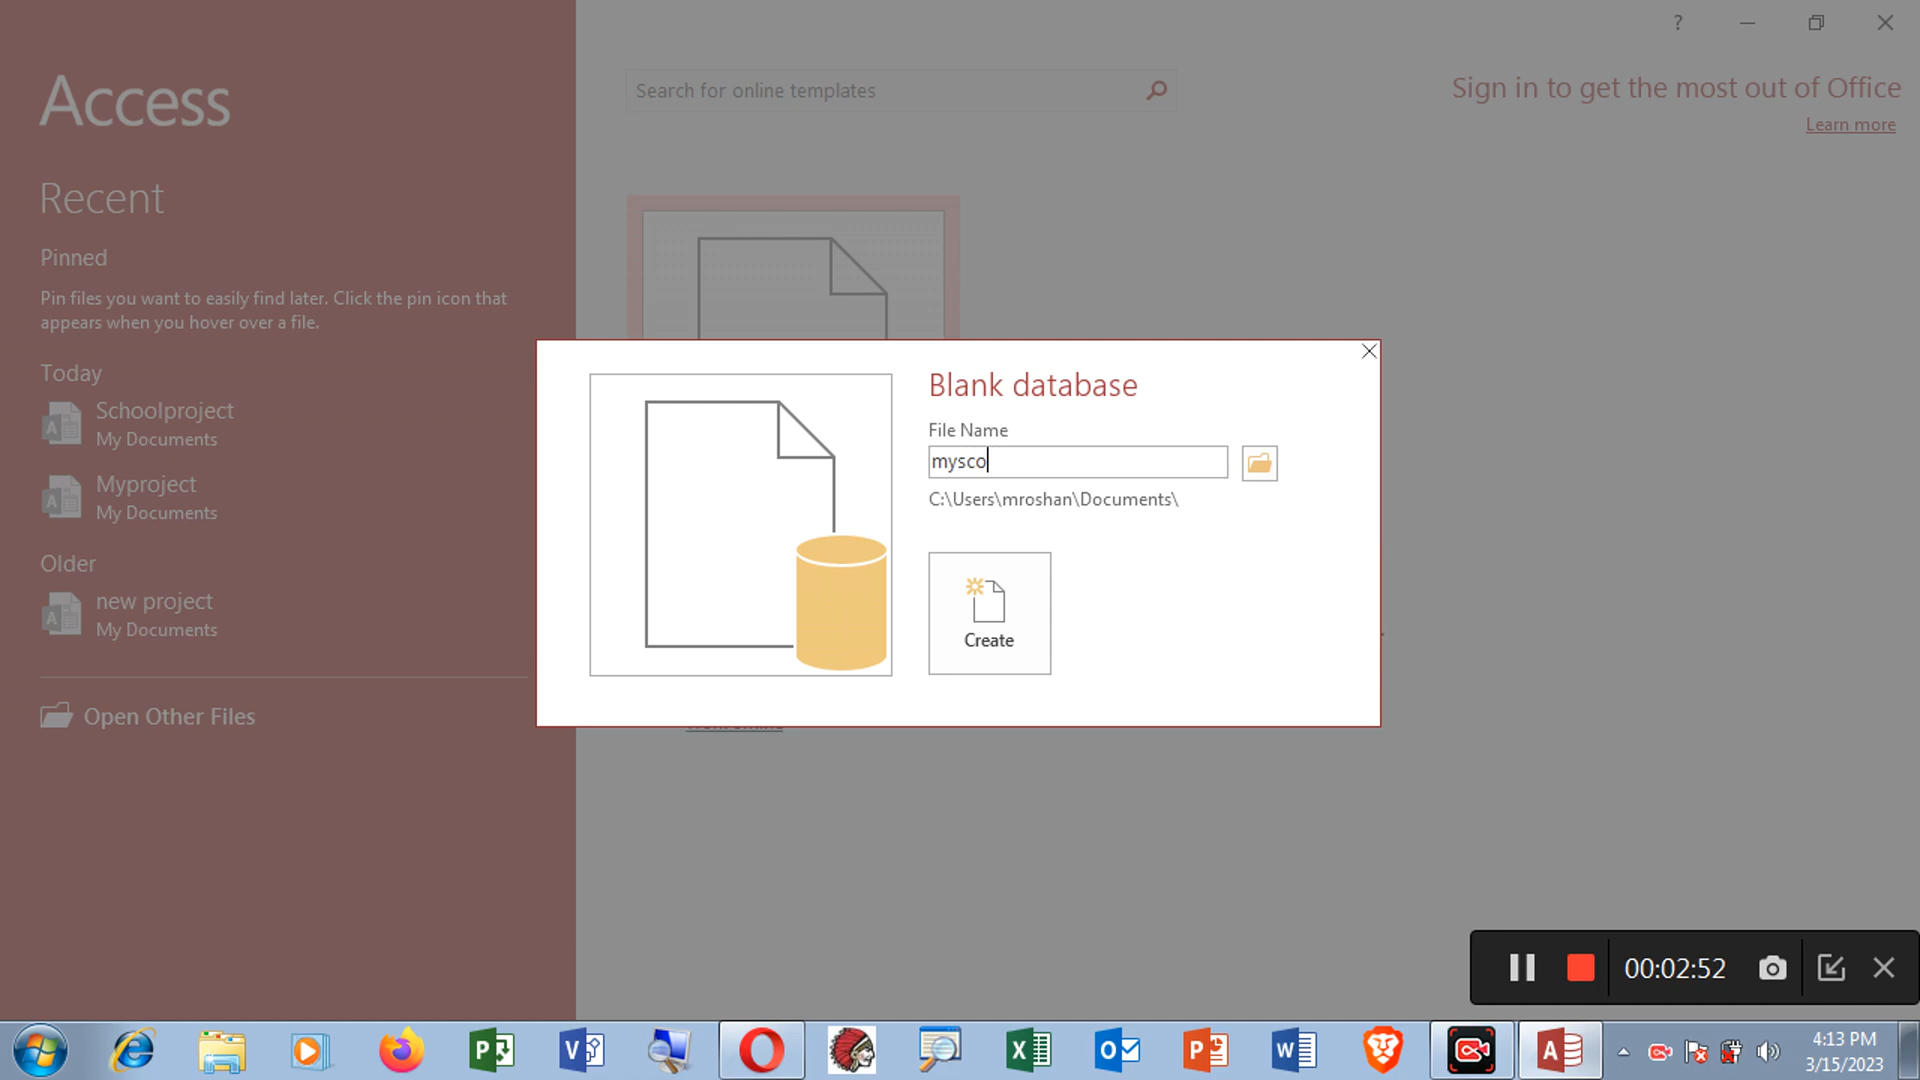 Access
Search for online templates
?
Sign in to get the most out of Office
Learn more
Recent
Pinned
Pin files you want to easily find later. Click the pin icon that
appears when you hover over a file.
Today
Schoolproject
My Documents
Myproject
My Documents
Older
new project
My Documents
Open Other Files
Blank database
File Name
mysco
C:\Users\mroshan\Documents\
Create
00:02:52
4:13 PM
3/15/2023